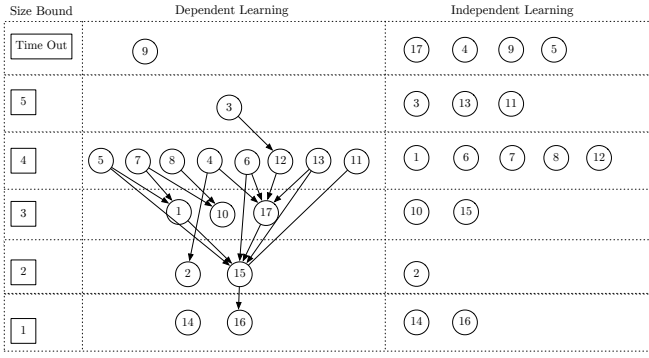 Size Bound Dependent Learning Independent Learning
Time Out 9 17 4 9 5
5 3 3 13 11
4 5 7 8 4 6 12 13 11 1 6 7 8 12
3 1 10 17 10 15
2 2 15 2
1 14 16 14 16